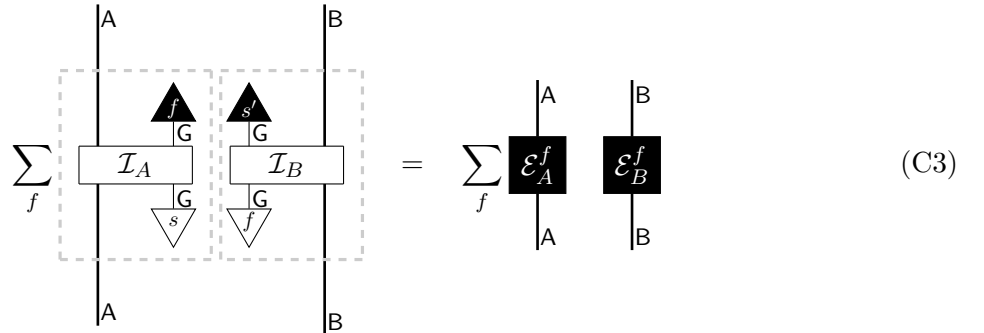 A B
f s′
G G
∑ 𝓘_A 𝓘_B = ∑ 𝓔_A^f 𝓔_B^f (C3)
f f
A B
G G
s f
A B
A B